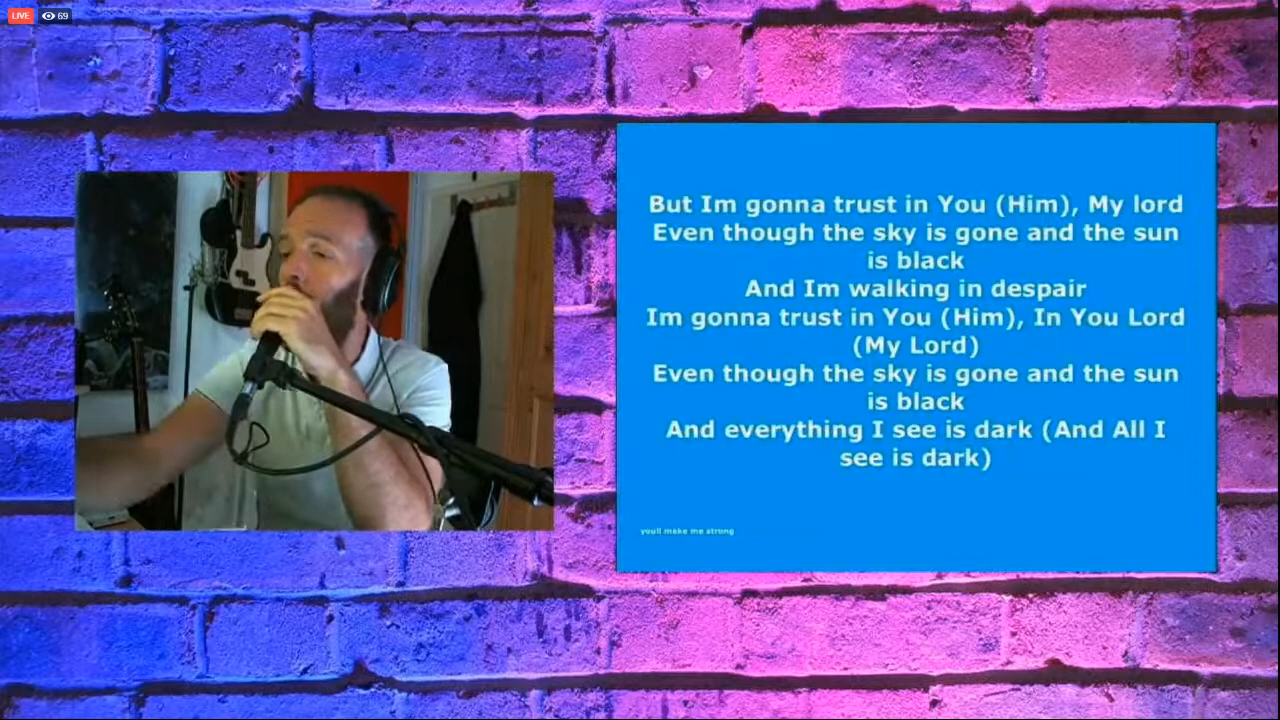 LIVE 69
But Im gonna trust in You (Him), My lord
Even though the sky is gone and the sun
is black
And Im walking in despair
Im gonna trust in You (Him), In You Lord
(My Lord)
Even though the sky is gone and the sun
is black
And everything I see is dark (And All I
see is dark)
youll make me strong